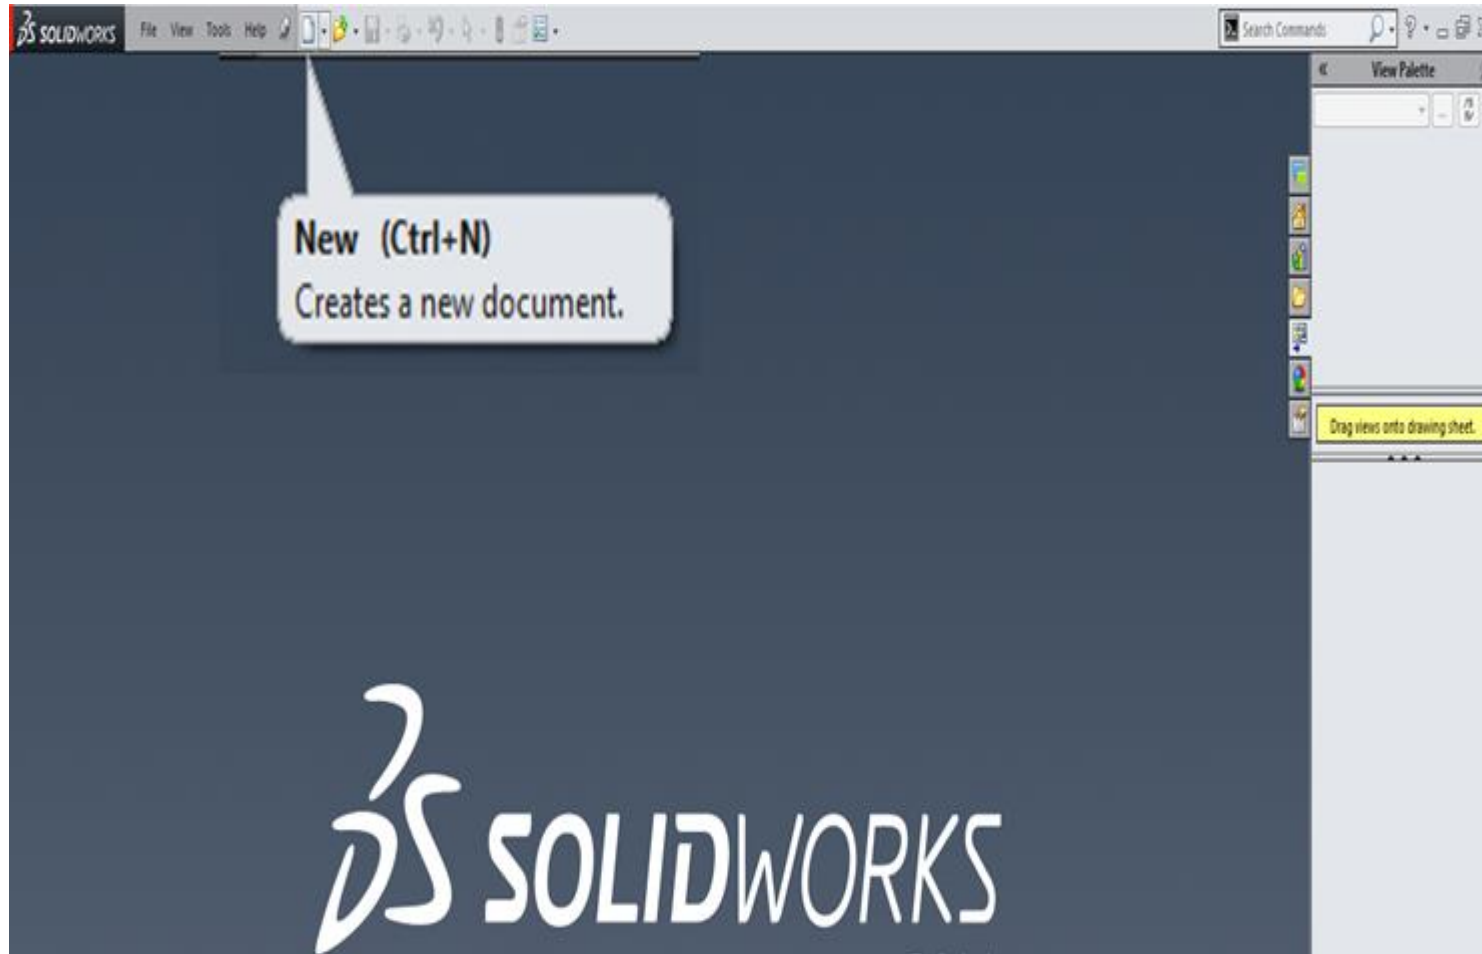 SOLIDWORKS File View Tools Help
Search Commands
View Palette
New (Ctrl+N)
Creates a new document.
Drag views onto drawing sheet.
SOLIDWORKS